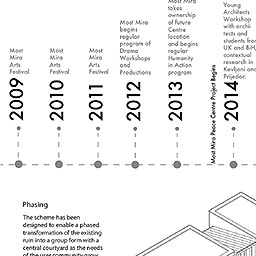 Most
Mira
Arts
Festival
2009
Most
Mira
Arts
Festival
2010
Most
Mira
Arts
Festival
2011
Most Mira
begins
regular
program of
Drama
Workshops
and
Productions
2012
Most Mira
takes
ownership
of future
Centre
location
and begins
regular
Humanity
in Action
program
2013
Most Mira Peace Centre Project Begins
Young
Architects
Workshop
with archi-
tects and
students from
UK and BiH,
contextual
research in
Kevljani and
Prijedor.
2014
Phasing
The scheme has been
designed to enable a phased
transformation of the existing
ruin into a group form with a
central courtyard as the needs
of the user community grow